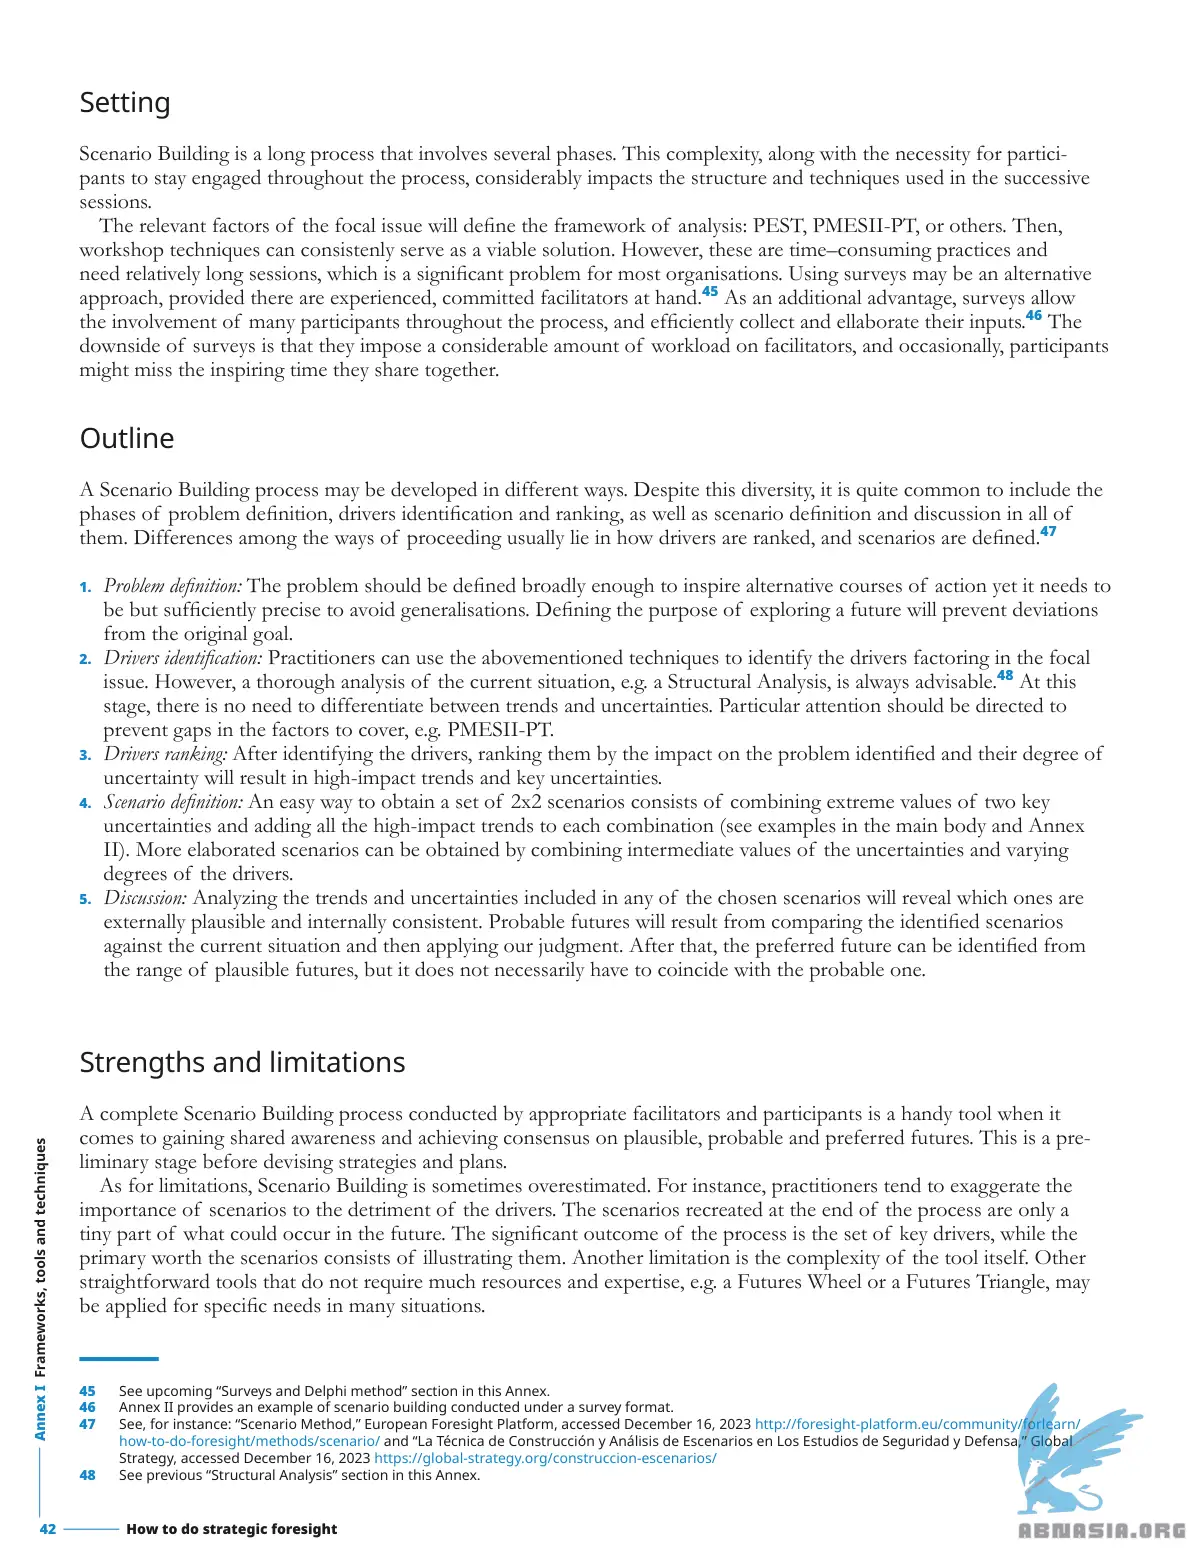 Setting
Scenario Building is a long process that involves several phases. This complexity, along with the necessity for partici-
pants to stay engaged throughout the process, considerably impacts the structure and techniques used in the successive
sessions.
The relevant factors of the focal issue will define the framework of analysis: PEST, PMESII-PT, or others. Then,
workshop techniques can consistenly serve as a viable solution. However, these are time–consuming practices and
need relatively long sessions, which is a significant problem for most organisations. Using surveys may be an alternative
approach, provided there are experienced, committed facilitators at hand.45 As an additional advantage, surveys allow
the involvement of many participants throughout the process, and efficiently collect and ellaborate their inputs.46 The
downside of surveys is that they impose a considerable amount of workload on facilitators, and occasionally, participants
might miss the inspiring time they share together.
Outline
A Scenario Building process may be developed in different ways. Despite this diversity, it is quite common to include the
phases of problem definition, drivers identification and ranking, as well as scenario definition and discussion in all of
them. Differences among the ways of proceeding usually lie in how drivers are ranked, and scenarios are defined.47
1. Problem definition: The problem should be defined broadly enough to inspire alternative courses of action yet it needs to
be but sufficiently precise to avoid generalisations. Defining the purpose of exploring a future will prevent deviations
from the original goal.
2. Drivers identification: Practitioners can use the abovementioned techniques to identify the drivers factoring in the focal
issue. However, a thorough analysis of the current situation, e.g. a Structural Analysis, is always advisable.48 At this
stage, there is no need to differentiate between trends and uncertainties. Particular attention should be directed to
prevent gaps in the factors to cover, e.g. PMESII-PT.
3. Drivers ranking: After identifying the drivers, ranking them by the impact on the problem identified and their degree of
uncertainty will result in high-impact trends and key uncertainties.
4. Scenario definition: An easy way to obtain a set of 2x2 scenarios consists of combining extreme values of two key
uncertainties and adding all the high-impact trends to each combination (see examples in the main body and Annex
II). More elaborated scenarios can be obtained by combining intermediate values of the uncertainties and varying
degrees of the drivers.
5. Discussion: Analyzing the trends and uncertainties included in any of the chosen scenarios will reveal which ones are
externally plausible and internally consistent. Probable futures will result from comparing the identified scenarios
against the current situation and then applying our judgment. After that, the preferred future can be identified from
the range of plausible futures, but it does not necessarily have to coincide with the probable one.
Strengths and limitations
A complete Scenario Building process conducted by appropriate facilitators and participants is a handy tool when it
comes to gaining shared awareness and achieving consensus on plausible, probable and preferred futures. This is a pre-
liminary stage before devising strategies and plans.
As for limitations, Scenario Building is sometimes overestimated. For instance, practitioners tend to exaggerate the
importance of scenarios to the detriment of the drivers. The scenarios recreated at the end of the process are only a
tiny part of what could occur in the future. The significant outcome of the process is the set of key drivers, while the
primary worth the scenarios consists of illustrating them. Another limitation is the complexity of the tool itself. Other
straightforward tools that do not require much resources and expertise, e.g. a Futures Wheel or a Futures Triangle, may
be applied for specific needs in many situations.
45 See upcoming “Surveys and Delphi method” section in this Annex.
46 Annex II provides an example of scenario building conducted under a survey format.
47 See, for instance: “Scenario Method,” European Foresight Platform, accessed December 16, 2023 http://foresight-platform.eu/community/forlearn/
how-to-do-foresight/methods/scenario/ and “La Técnica de Construcción y Análisis de Escenarios en Los Estudios de Seguridad y Defensa,” Global
Strategy, accessed December 16, 2023 https://global-strategy.org/construccion-escenarios/
48 See previous “Structural Analysis” section in this Annex.
Annex I Frameworks, tools and techniques
42 How to do strategic foresight
ABNASIA.ORG